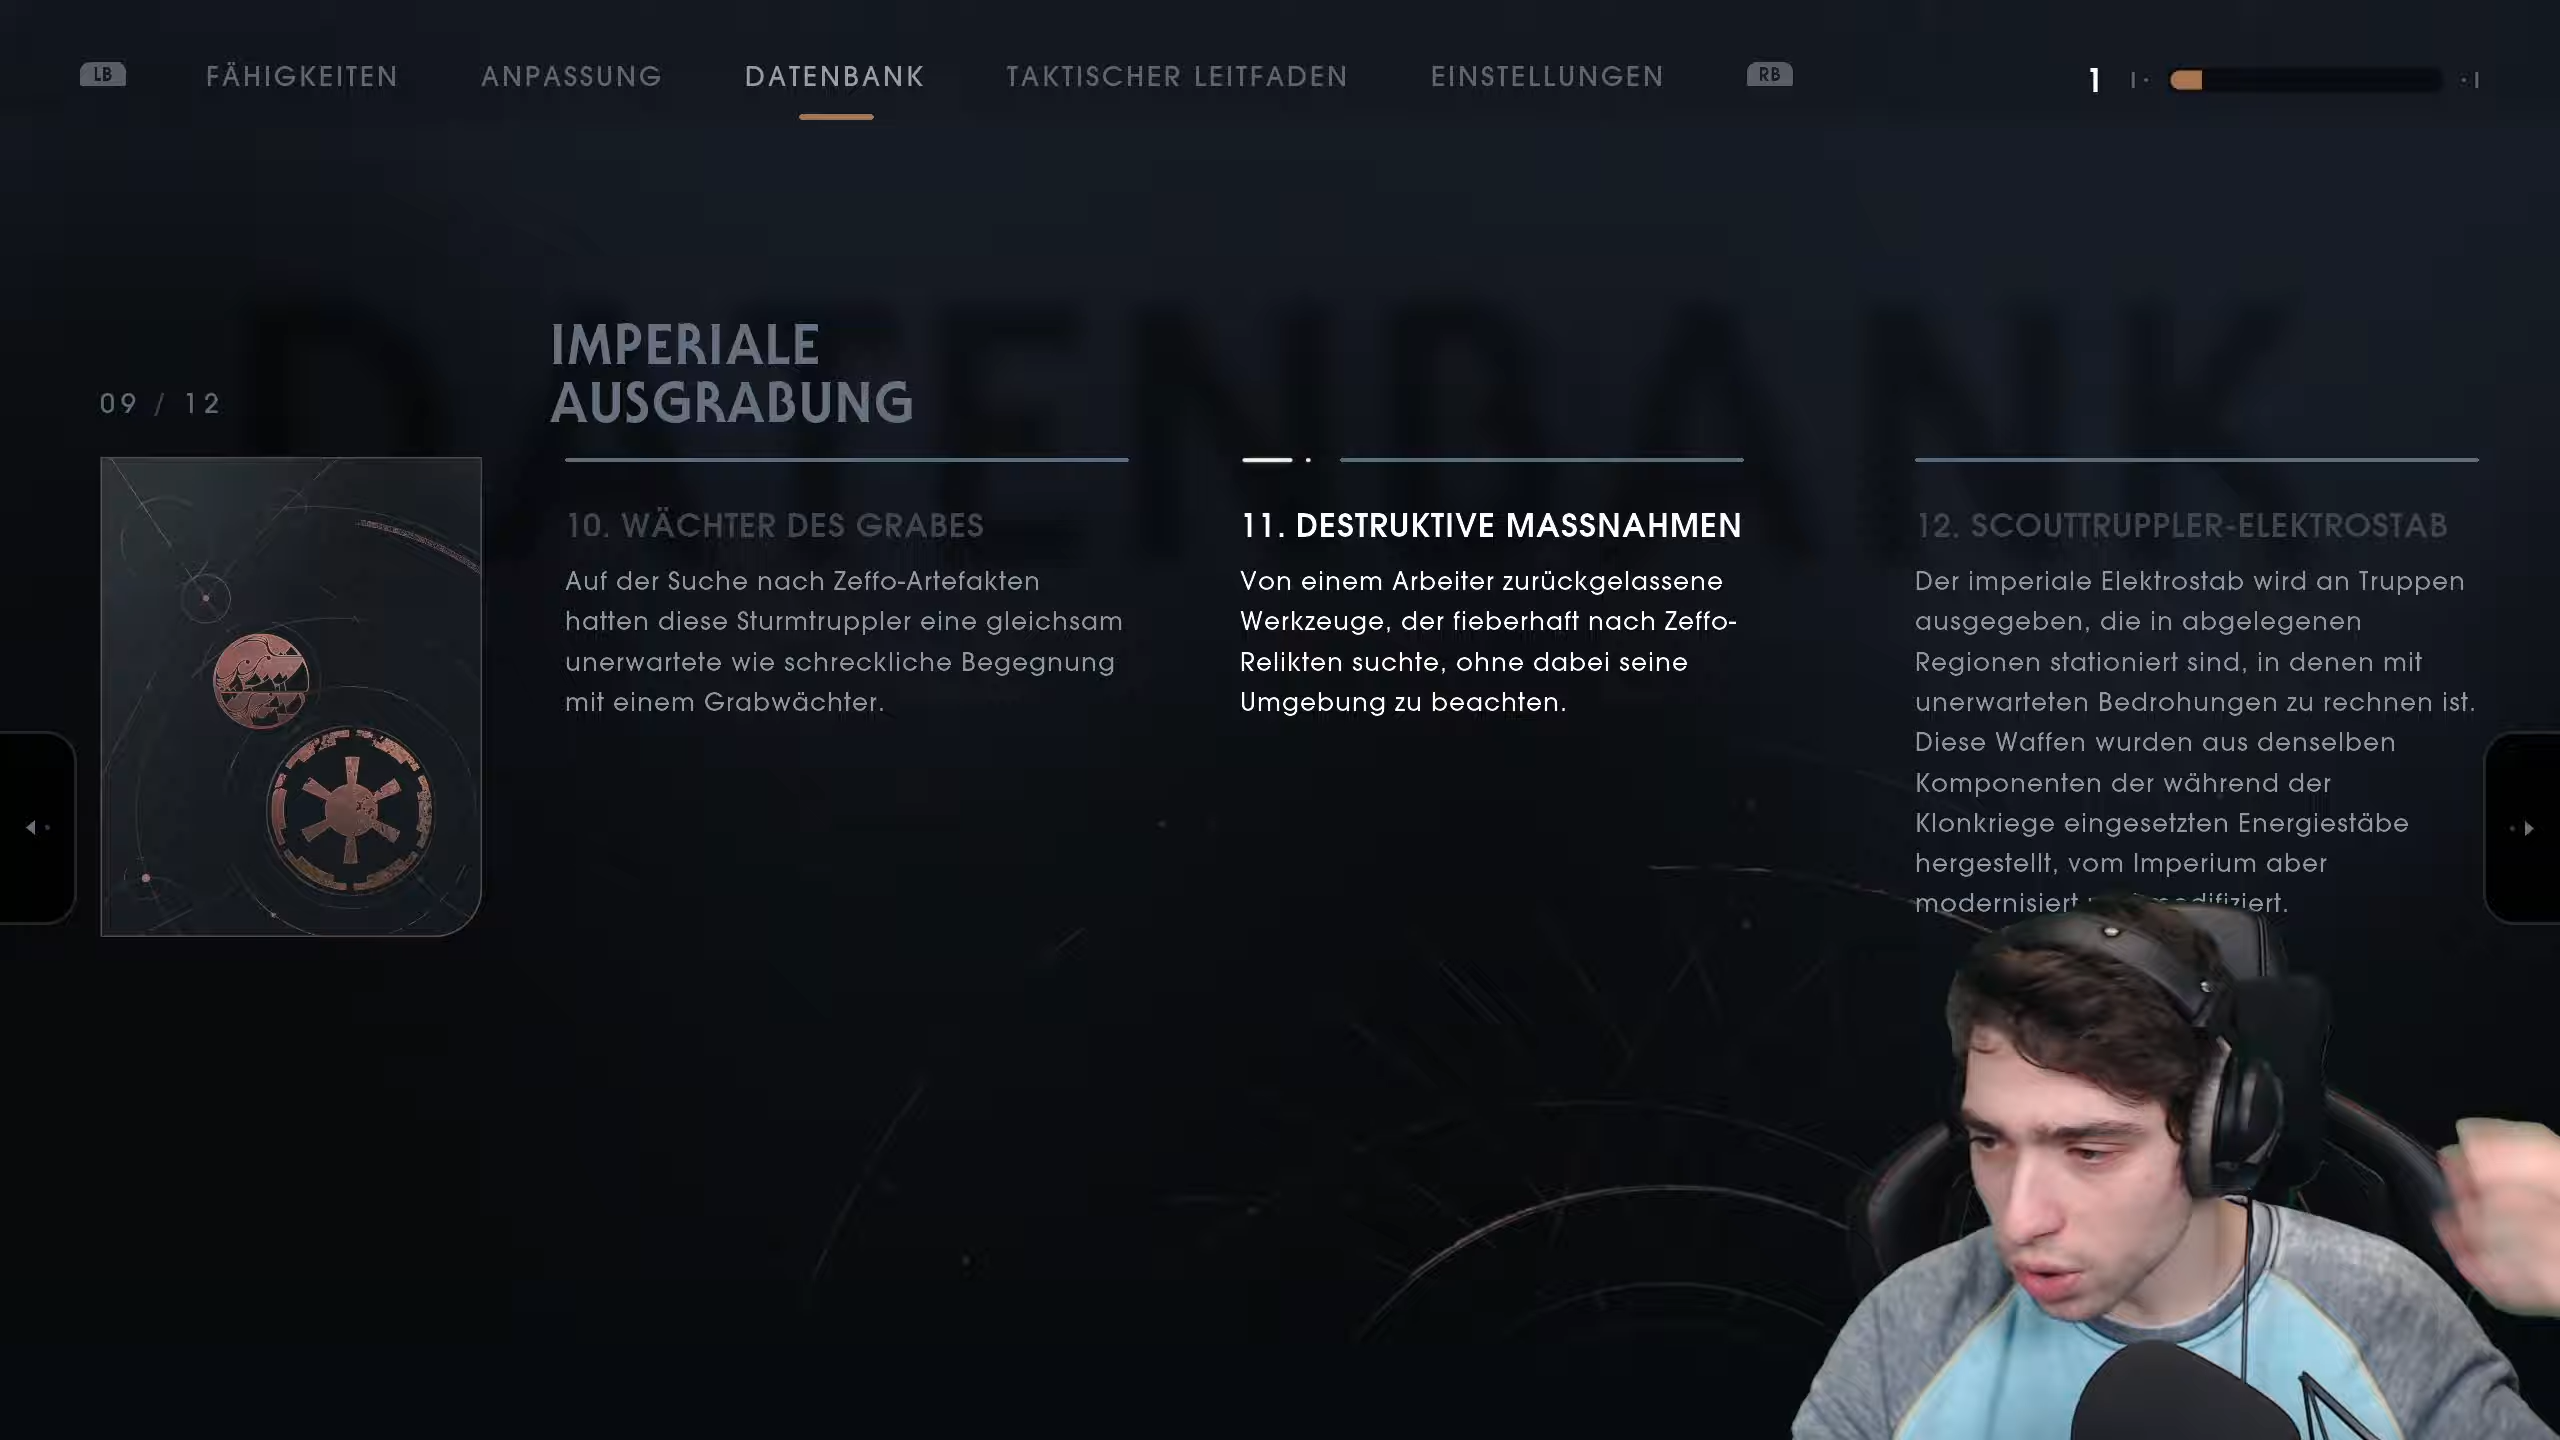 LB FÄHIGKEITEN ANPASSUNG DATENBANK TAKTISCHER LEITFADEN EINSTELLUNGEN RB 1
DATENBANK
IMPERIALE
AUSGRABUNG
09 / 12
10. WÄCHTER DES GRABES
Auf der Suche nach Zeffo-Artefakten
hatten diese Sturmtruppler eine gleichsam
unerwartete wie schreckliche Begegnung
mit einem Grabwächter.
11. DESTRUKTIVE MASSNAHMEN
Von einem Arbeiter zurückgelassene
Werkzeuge, der fieberhaft nach Zeffo-
Relikten suchte, ohne dabei seine
Umgebung zu beachten.
12. SCOUTTRUPPLER-ELEKTROSTAB
Der imperiale Elektrostab wird an Truppen
ausgegeben, die in abgelegenen
Regionen stationiert sind, in denen mit
unerwarteten Bedrohungen zu rechnen ist.
Diese Waffen wurden aus denselben
Komponenten der während der
Klonkriege eingesetzten Energiestäbe
hergestellt, vom Imperium aber
modernisiert modifiziert.